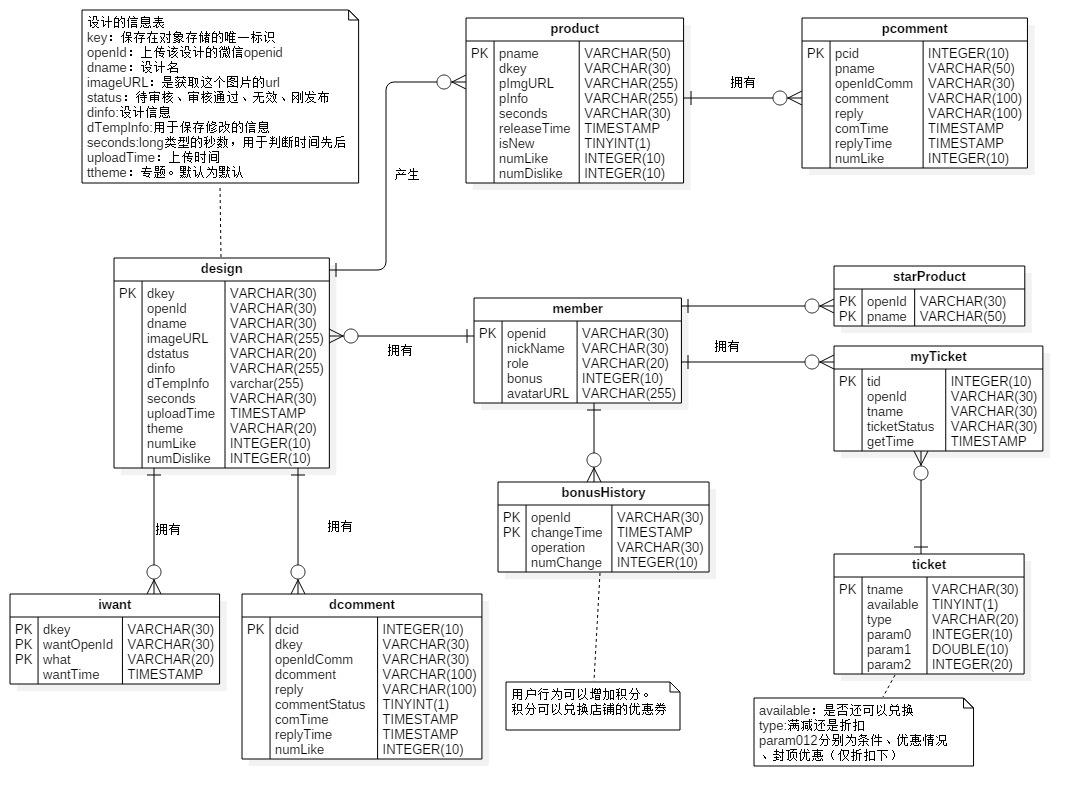 设计的信息表
key：保存在对象存储的唯一标识
openId：上传该设计的微信openid
dname：设计名
imageURL：是获取这个图片的url
status：待审核、审核通过、无效、刚发布
dinfo:设计信息
dTempInfo:用于保存修改的信息
seconds:long类型的秒数，用于判断时间先后
uploadTime：上传时间
ttheme：专题。默认为默认
product
PK pname VARCHAR(50)
dkey VARCHAR(30)
pImgURL VARCHAR(255)
pInfo VARCHAR(255)
seconds VARCHAR(30)
releaseTime TIMESTAMP
isNew TINYINT(1)
numLike INTEGER(10)
numDislike INTEGER(10)
拥有
pcomment
PK pcid INTEGER(10)
pname VARCHAR(50)
openIdComm VARCHAR(30)
comment VARCHAR(100)
reply VARCHAR(100)
comTime TIMESTAMP
replyTime TIMESTAMP
numLike INTEGER(10)
产生
design
PK dkey VARCHAR(30)
openId VARCHAR(30)
dname VARCHAR(30)
imageURL VARCHAR(255)
dstatus VARCHAR(20)
dinfo VARCHAR(255)
dTempInfo varchar(255)
seconds VARCHAR(30)
uploadTime TIMESTAMP
theme VARCHAR(20)
numLike INTEGER(10)
numDislike INTEGER(10)
拥有
member
PK openid VARCHAR(30)
nickName VARCHAR(30)
role VARCHAR(20)
bonus INTEGER(10)
avatarURL VARCHAR(255)
拥有
starProduct
PK openId VARCHAR(30)
PK pname VARCHAR(50)
myTicket
PK tid INTEGER(10)
openId VARCHAR(30)
tname VARCHAR(30)
ticketStatus VARCHAR(30)
getTime TIMESTAMP
bonusHistory
PK openId VARCHAR(30)
PK changeTime TIMESTAMP
operation VARCHAR(30)
numChange INTEGER(10)
拥有
拥有
ticket
PK tname VARCHAR(30)
available TINYINT(1)
type VARCHAR(20)
param0 INTEGER(10)
param1 DOUBLE(10)
param2 INTEGER(20)
iwant
PK dkey VARCHAR(30)
PK wantOpenId VARCHAR(30)
PK what VARCHAR(20)
wantTime TIMESTAMP
dcomment
PK dcid INTEGER(10)
dkey VARCHAR(30)
openIdComm VARCHAR(30)
dcomment VARCHAR(100)
reply VARCHAR(100)
commentStatus TINYINT(1)
comTime TIMESTAMP
replyTime TIMESTAMP
numLike INTEGER(10)
用户行为可以增加积分。
积分可以兑换店铺的优惠券
available：是否还可以兑换
type:满减还是折扣
param012分别为条件、优惠情况
、封顶优惠（仅折扣下）